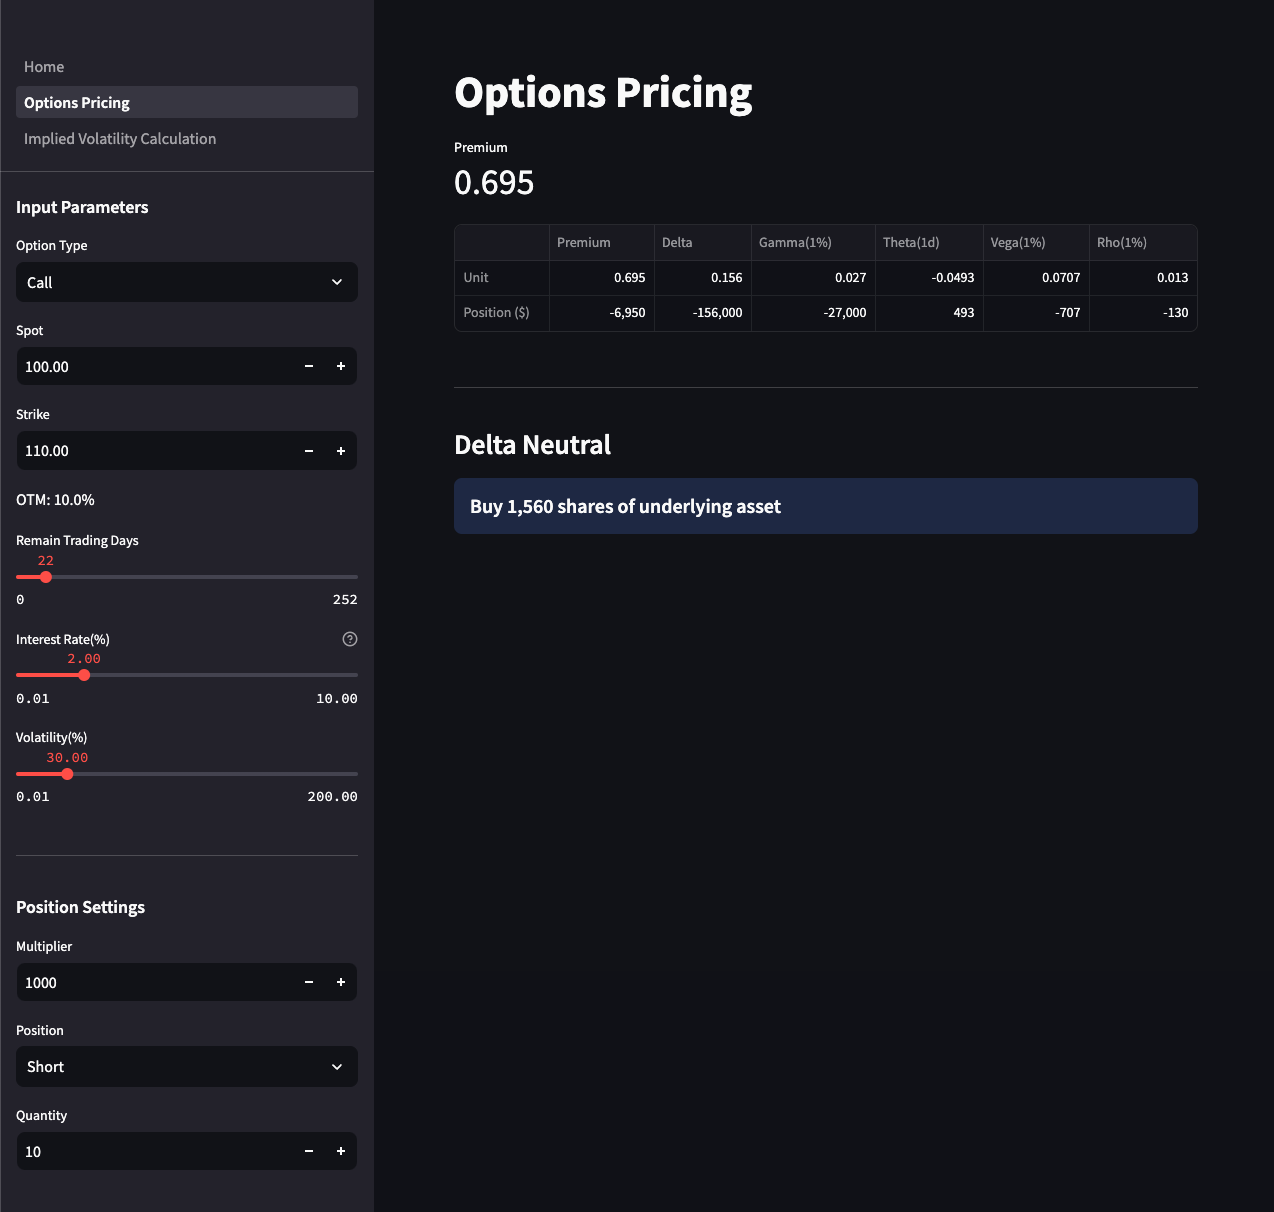 Home
Options Pricing
Implied Volatility Calculation
Input Parameters
Option Type
Call
Spot
100.00
Strike
110.00
OTM: 10.0%
Remain Trading Days
22
0 252
Interest Rate(%)
2.00
0.01 10.00
Volatility(%)
30.00
0.01 200.00
Position Settings
Multiplier
1000
Position
Short
Quantity
10
Options Pricing
Premium
0.695
Premium Delta Gamma(1%) Theta(1d) Vega(1%) Rho(1%)
Unit 0.695 0.156 0.027 -0.0493 0.0707 0.013
Position ($) -6,950 -156,000 -27,000 493 -707 -130
Delta Neutral
Buy 1,560 shares of underlying asset